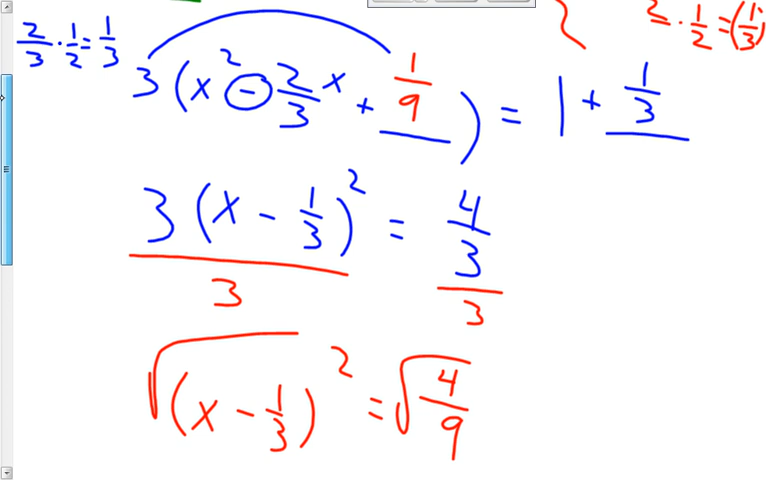 2/3 · 1/2 = 1/3
2/3 · 1/2 = (1/3)
3(x² - 2/3 x + 1/9) = 1 + 1/3
3(x - 1/3)² / 3 = 4/3 / 3
√(x - 1/3)² = √4/9